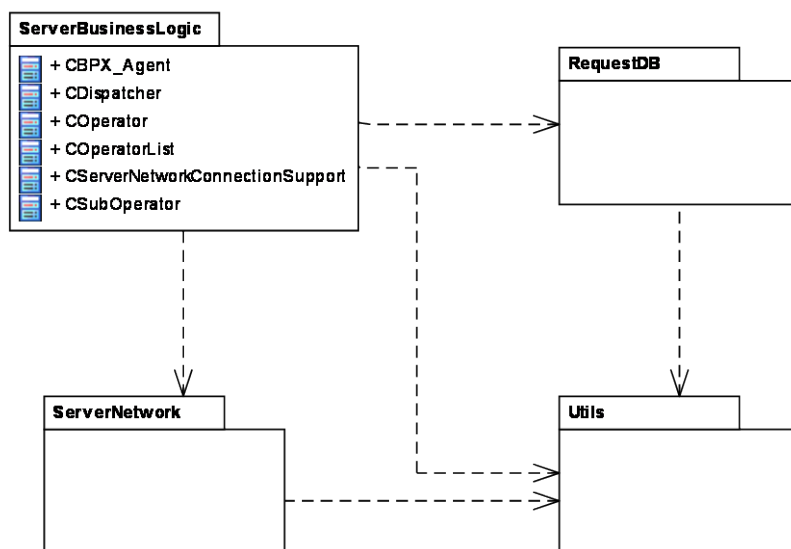 ServerBusinessLogic
+ CBPX_Agent
+ CDispatcher
+ COperator
+ COperatorList
+ CServerNetworkConnectionSupport
+ CSubOperator
RequestDB
ServerNetwork
Utils